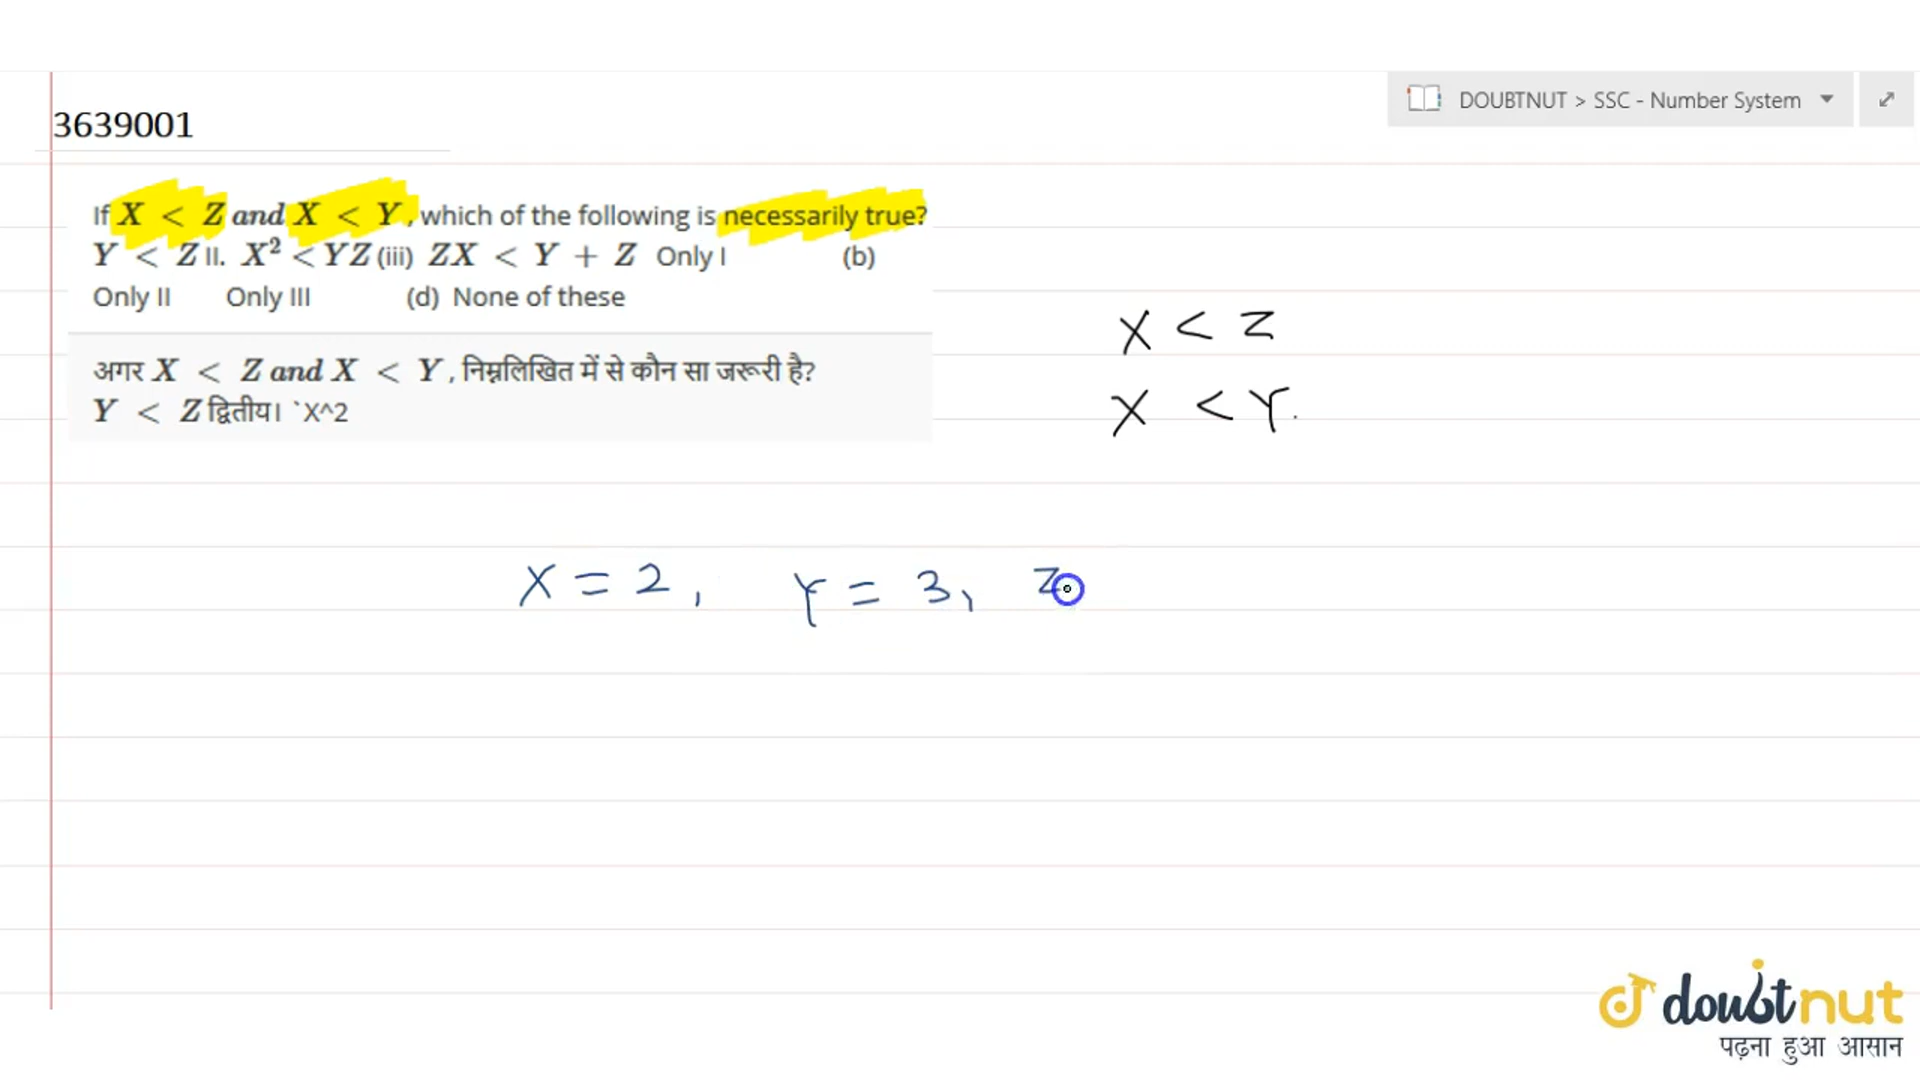 DOUBTNUT > SSC - Number System
3639001
If X < Z and X < Y, which of the following is necessarily true?
Y < Z II. X² < YZ (iii) ZX < Y + Z Only I (b)
Only II Only III (d) None of these
अगर X < Z and X < Y, निम्नलिखित में से कौन सा जरूरी है?
Y < Z द्वितीय। `X^2
X < Z
X < Y.
X = 2, Y = 3, Z
doubtnut
पढ़ना हुआ आसान